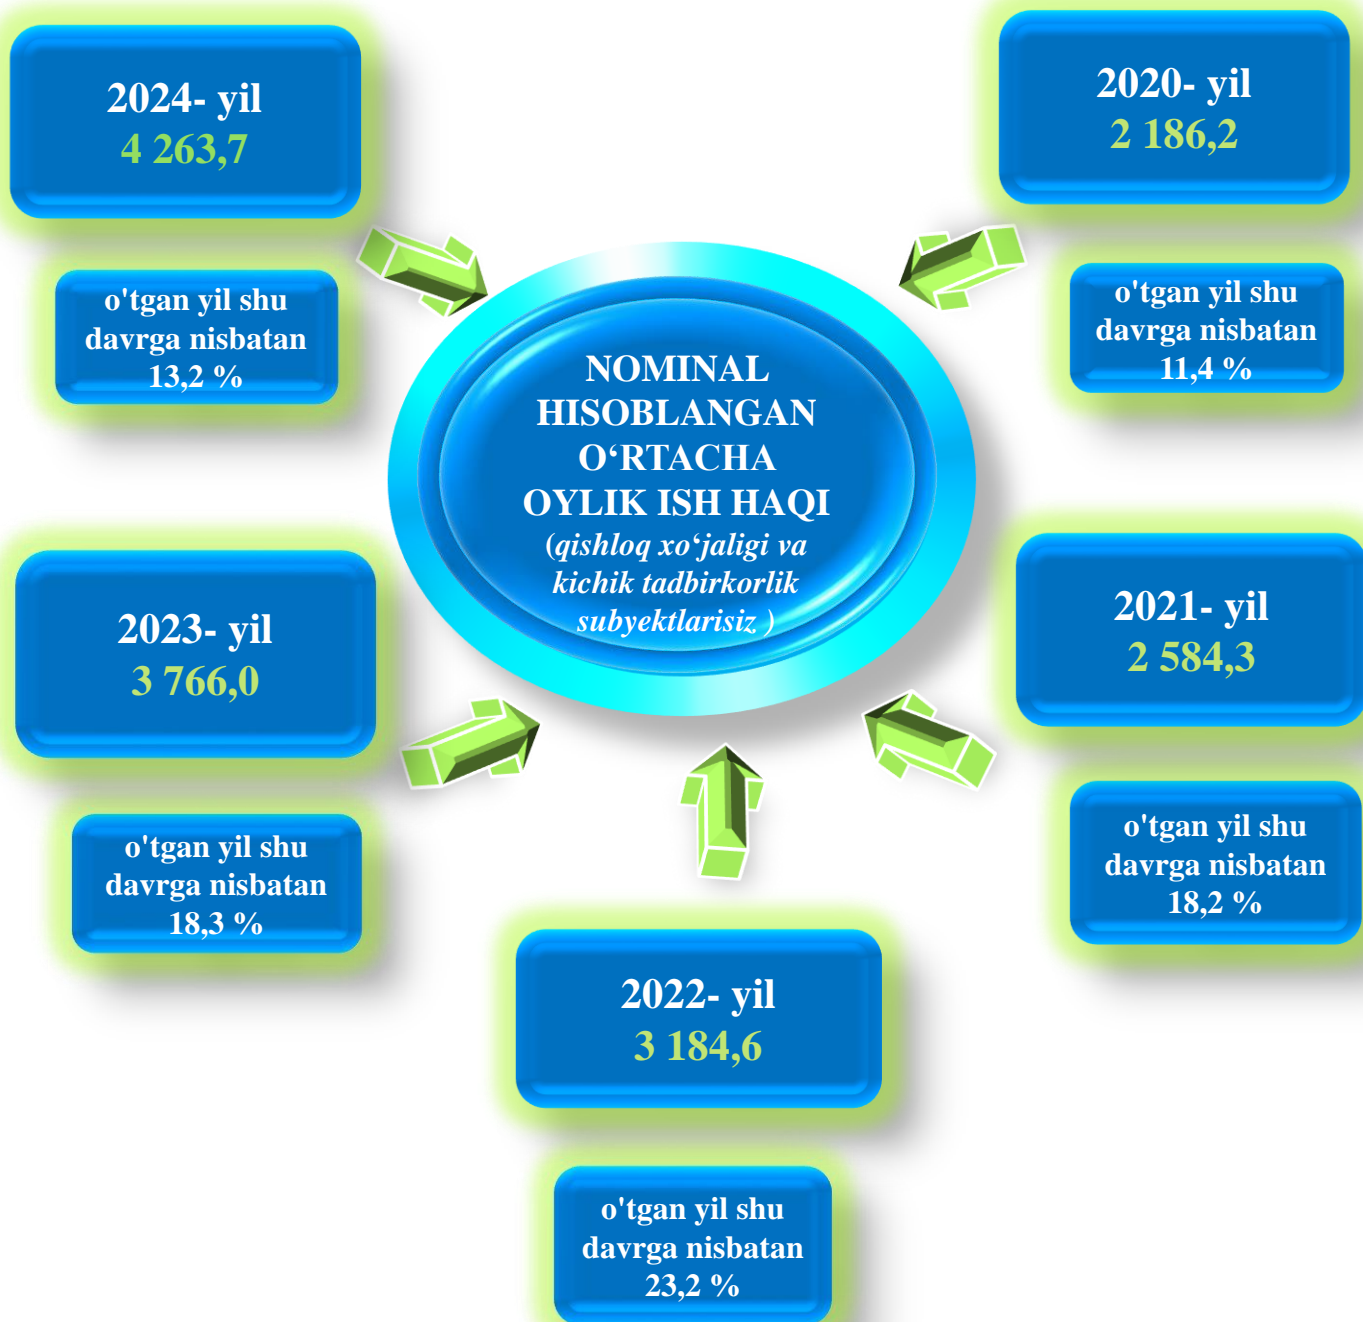 2024- yil
4 263,7
o'tgan yil shu
davrga nisbatan
13,2 %
2020- yil
2 186,2
o'tgan yil shu
davrga nisbatan
11,4 %
NOMINAL
HISOBLANGAN
O‘RTACHA
OYLIK ISH HAQI
(qishloq xo‘jaligi va
kichik tadbirkorlik
subyektlarisiz )
2023- yil
3 766,0
o'tgan yil shu
davrga nisbatan
18,3 %
2021- yil
2 584,3
o'tgan yil shu
davrga nisbatan
18,2 %
2022- yil
3 184,6
o'tgan yil shu
davrga nisbatan
23,2 %